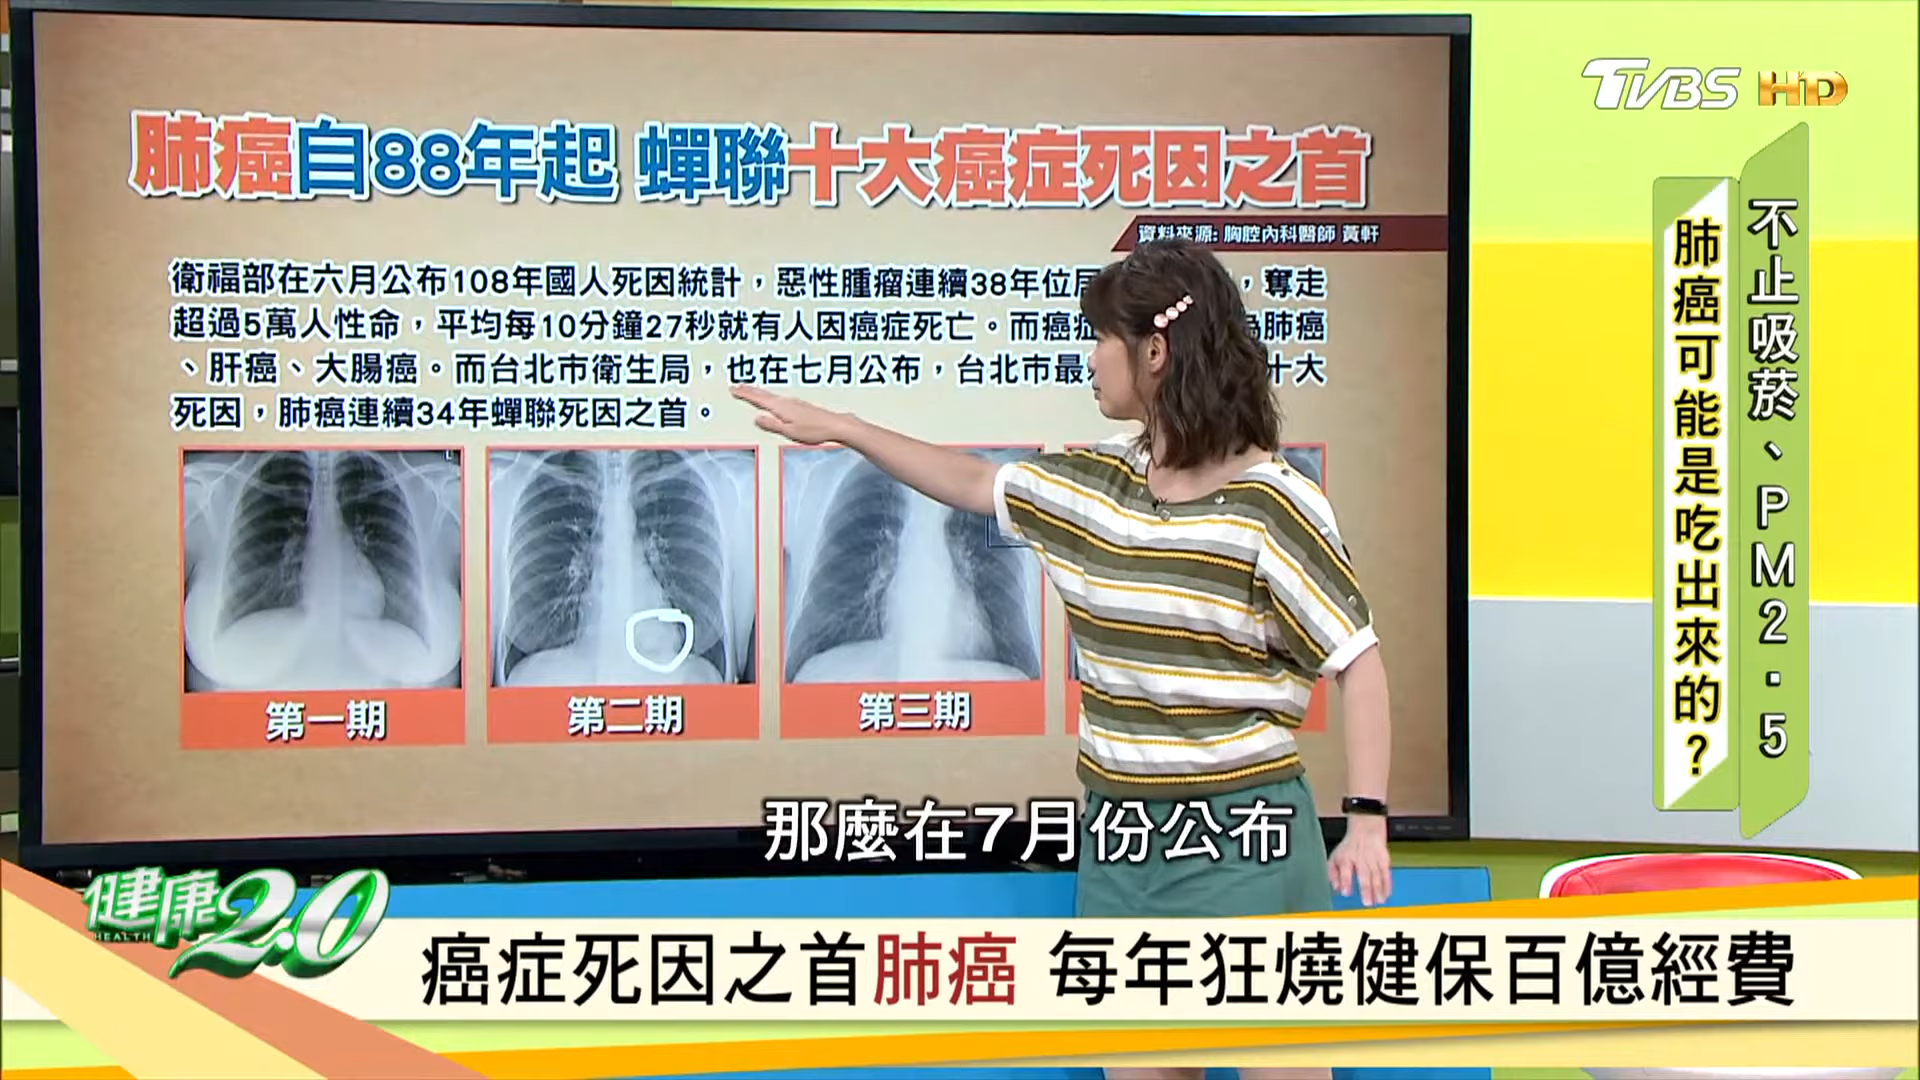 TVBS HD
不止吸菸、PM2.5
肺癌可能是吃出來的?
肺癌自88年起 蟬聯十大癌症死因之首
資料來源: 胸腔內科醫師 黃軒
衛福部在六月公布108年國人死因統計，惡性腫瘤連續38年位居 ，奪走
超過5萬人性命，平均每10分鐘27秒就有人因癌症死亡。而癌症 為肺癌
、肝癌、大腸癌。而台北市衛生局，也在七月公布，台北市最 十大
死因，肺癌連續34年蟬聯死因之首。
第一期
第二期
第三期
那麼在7月份公布
健康2.0
HEALTH
癌症死因之首肺癌 每年狂燒健保百億經費